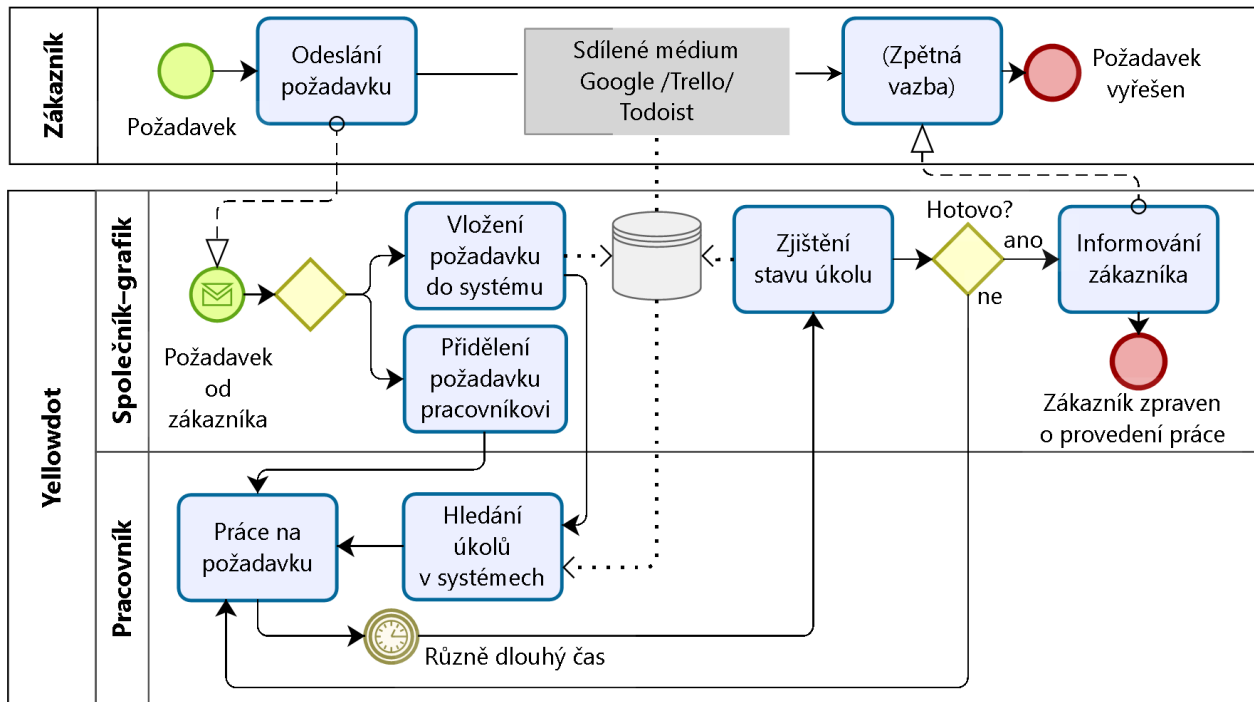 Zákazník
Požadavek
Odeslání
požadavku
Sdílené médium
Google /Trello/
Todoist
(Zpětná
vazba)
Požadavek
vyřešen
Yellowdot
Společník–grafik
Požadavek
od
zákazníka
Vložení
požadavku
do systému
Přidělení
požadavku
pracovníkovi
Zjištění
stavu úkolu
Hotovo?
ano
ne
Informování
zákazníka
Zákazník zpraven
o provedení práce
Pracovník
Práce na
požadavku
Hledání
úkolů
v systémech
Různě dlouhý čas